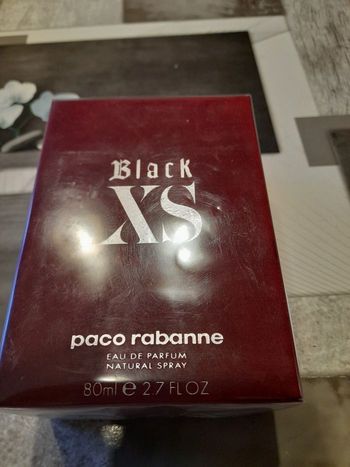 Black
XS
paco rabanne
EAU DE PARFUM
NATURAL SPRAY
80ml e 2.7 FL OZ